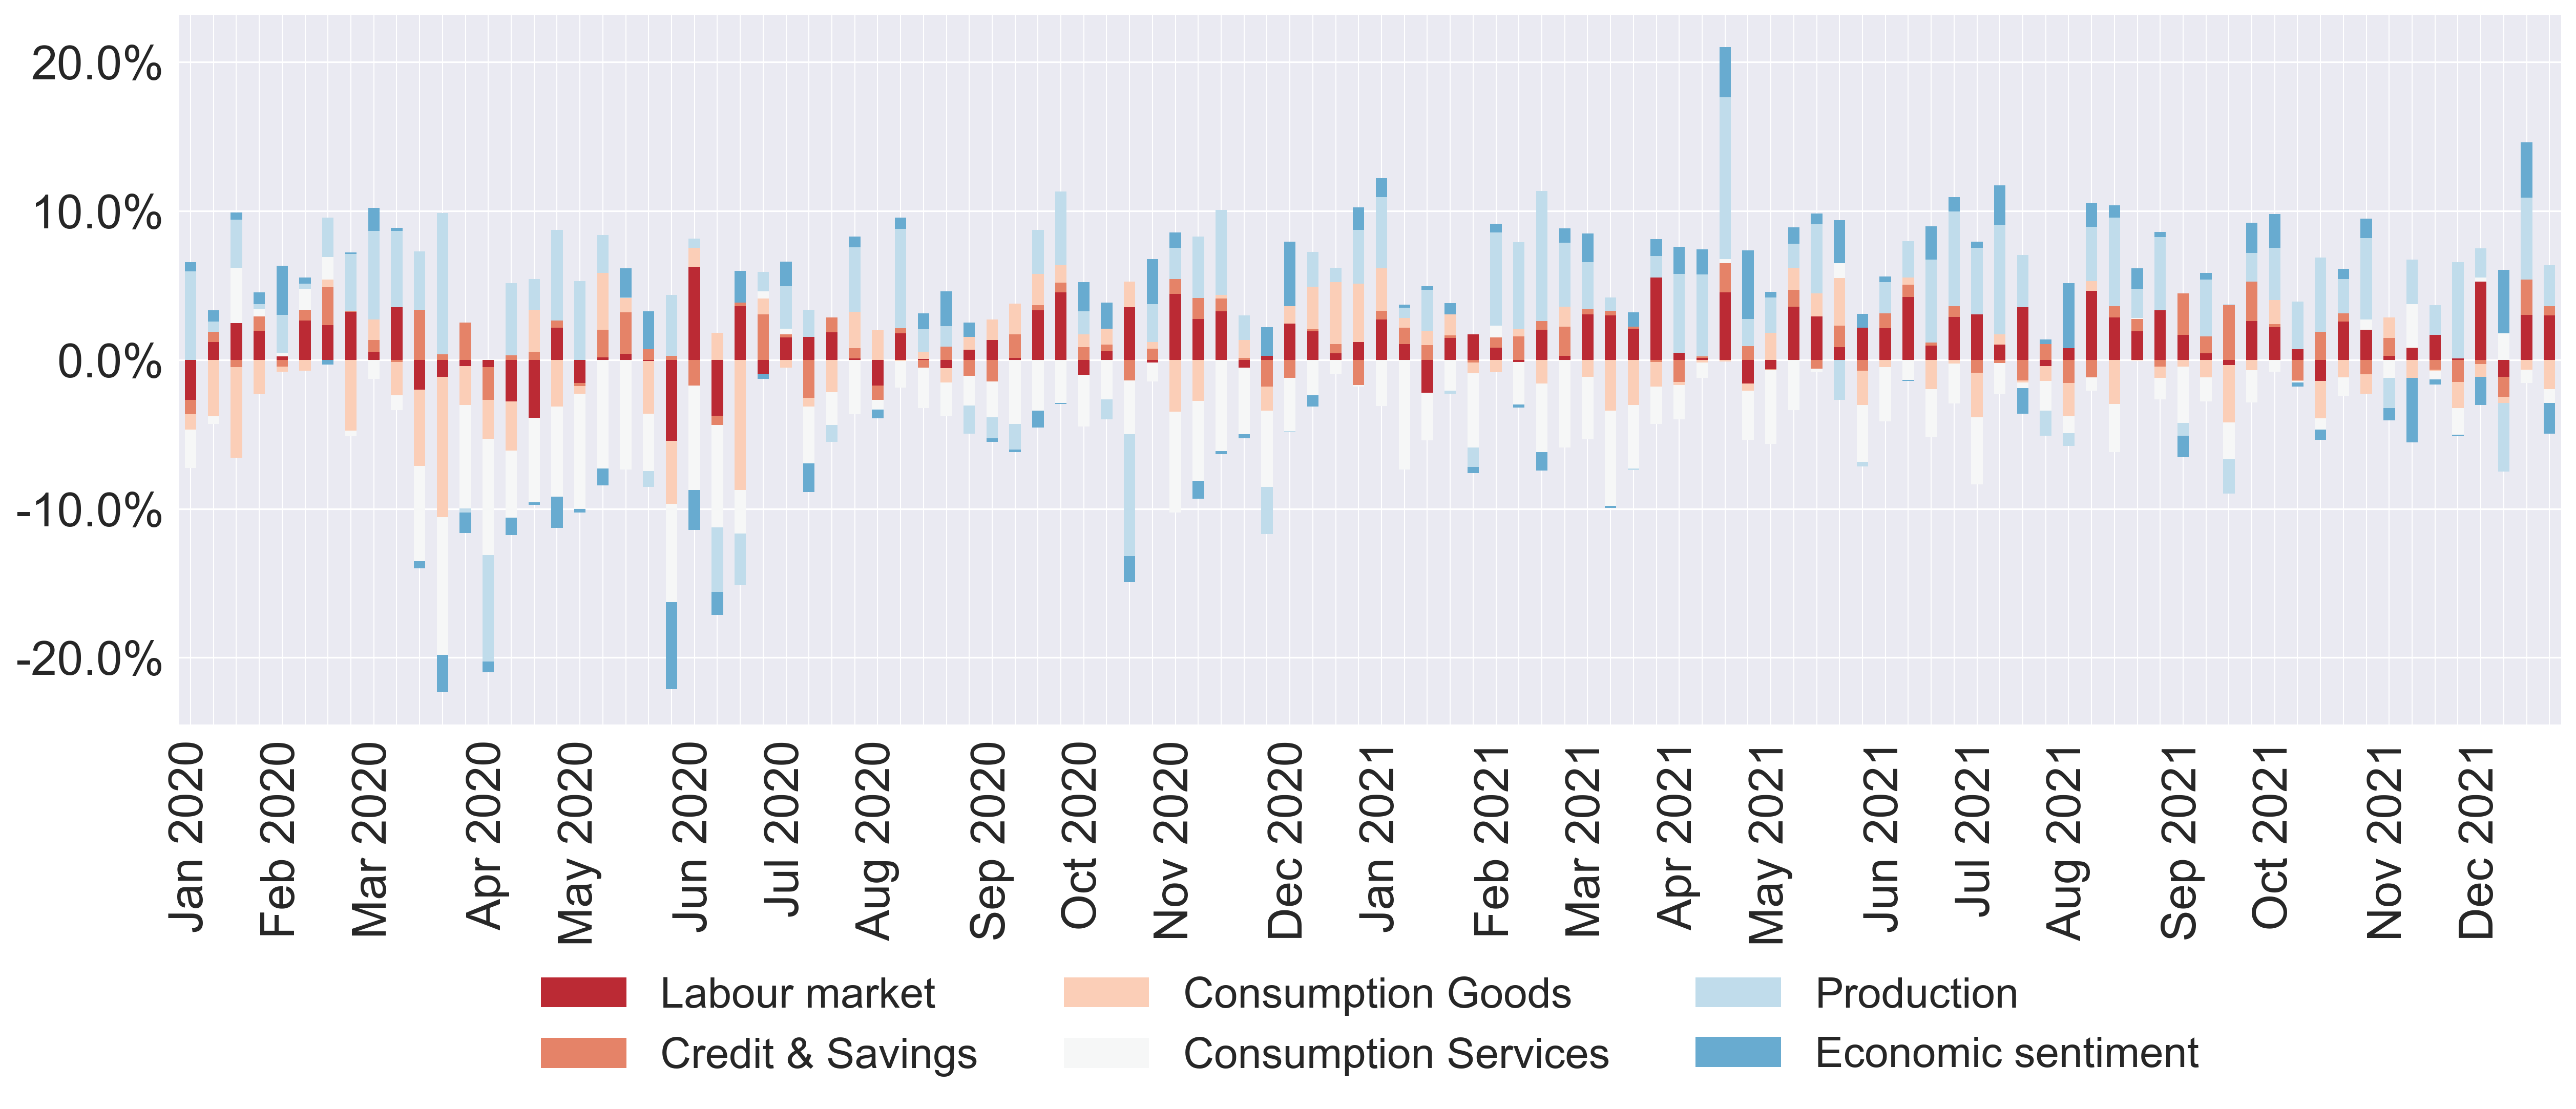 20.0%
10.0%
0.0%
-10.0%
-20.0%
Jan 2020
Feb 2020
Mar 2020
Apr 2020
May 2020
Jun 2020
Jul 2020
Aug 2020
Sep 2020
Oct 2020
Nov 2020
Dec 2020
Jan 2021
Feb 2021
Mar 2021
Apr 2021
May 2021
Jun 2021
Jul 2021
Aug 2021
Sep 2021
Oct 2021
Nov 2021
Dec 2021
Labour market
Consumption Goods
Production
Credit & Savings
Consumption Services
Economic sentiment